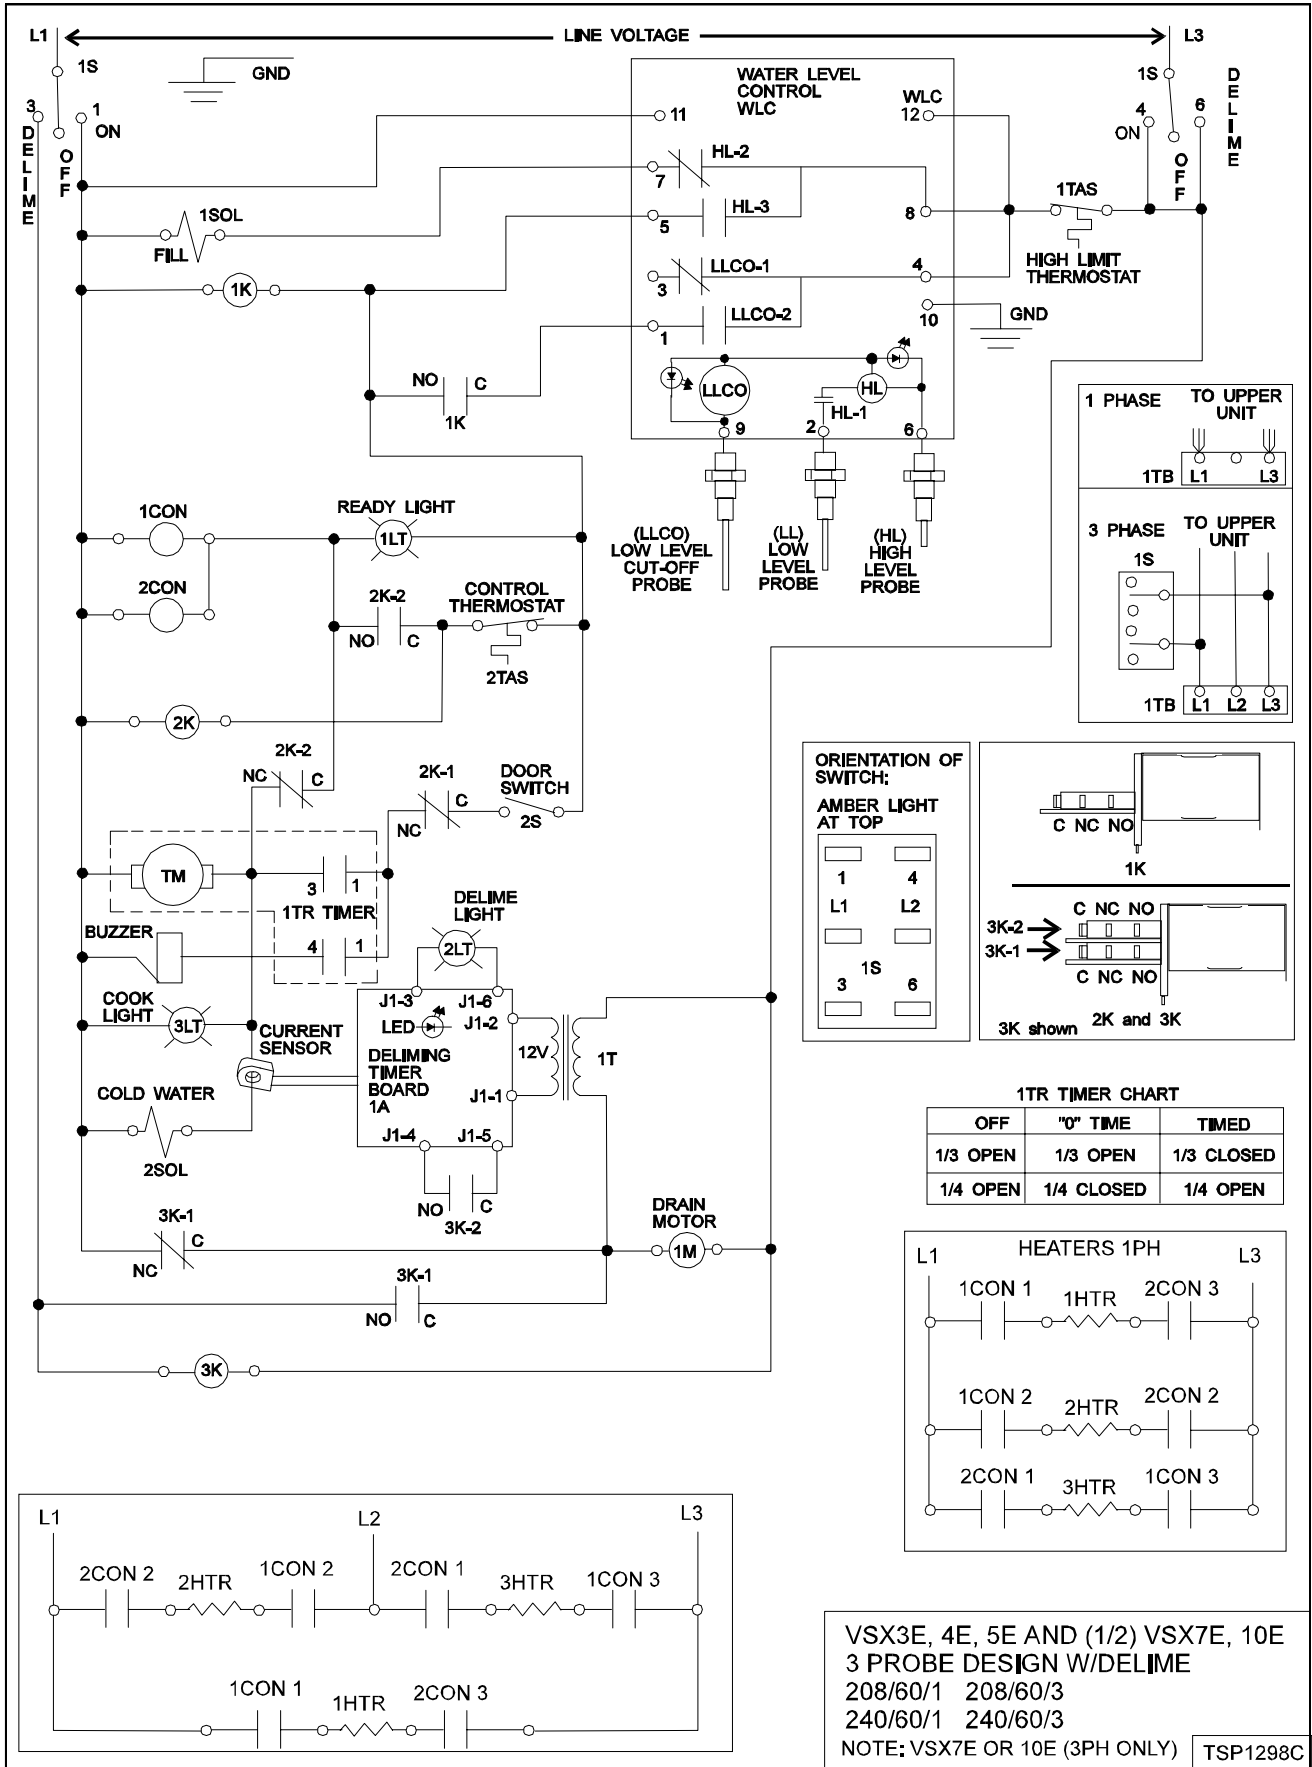 L1 LINE VOLTAGE L3
1S GND 1S
3 DELIME OFF 1 ON
4 ON OFF 6 DELIME
WATER LEVEL
CONTROL
WLC
WLC
11 12
7 HL-2
5 HL-3 8
3 LLCO-1 4
1 LLCO-2 10 GND
1SOL
FILL
1K
1TAS
HIGH LIMIT
THERMOSTAT
NO C
1K
LLCO HL
HL-1
9 2 6
(LLCO)
LOW LEVEL
CUT-OFF
PROBE
(LL)
LOW
LEVEL
PROBE
(HL)
HIGH
LEVEL
PROBE
1 PHASE
TO UPPER
UNIT
1TB L1 L3
3 PHASE
TO UPPER
UNIT
1S
1TB L1 L2 L3
1CON
READY LIGHT
1LT
2CON
2K-2
NO C
CONTROL
THERMOSTAT
2TAS
2K
2K-2
NC C
2K-1
NC C
DOOR
SWITCH
2S
TM
3 1
1TR TIMER
BUZZER
4 1
COOK
LIGHT
3LT
CURRENT
SENSOR
DELIME
LIGHT
2LT
J1-3 J1-6
LED J1-2
DELIMING
TIMER
BOARD
1A
J1-1
J1-4 J1-5
12V 1T
COLD WATER
2SOL
NO C
3K-2
3K-1
NC C
DRAIN
MOTOR
1M
3K-1
NO C
3K
ORIENTATION OF
SWITCH:
AMBER LIGHT
AT TOP
1 4
L1 L2
1S
3 6
C NC NO
1K
C NC NO
3K-2
3K-1
C NC NO
3K shown 2K and 3K
1TR TIMER CHART
OFF "0" TIME TIMED
1/3 OPEN 1/3 OPEN 1/3 CLOSED
1/4 OPEN 1/4 CLOSED 1/4 OPEN
HEATERS 1PH
L1 L3
1CON 1 1HTR 2CON 3
1CON 2 2HTR 2CON 2
2CON 1 3HTR 1CON 3
L1 L2 L3
2CON 2 2HTR 1CON 2 2CON 1 3HTR 1CON 3
1CON 1 1HTR 2CON 3
VSX3E, 4E, 5E AND (1/2) VSX7E, 10E
3 PROBE DESIGN W/DELIME
208/60/1 208/60/3
240/60/1 240/60/3
NOTE: VSX7E OR 10E (3PH ONLY)
TSP1298C